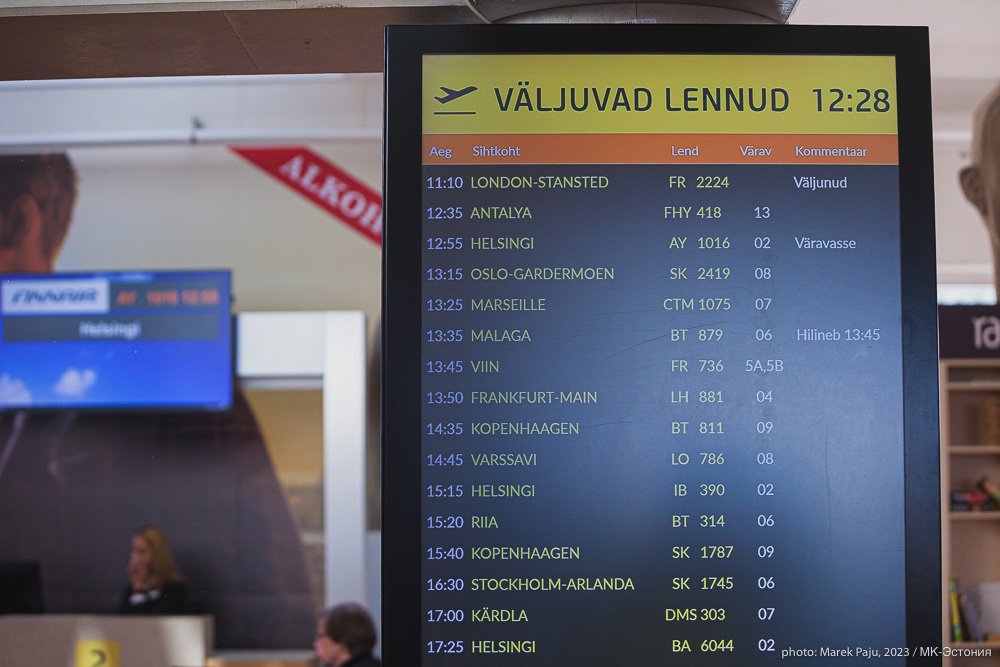 VÄLJUVAD LENNUD 12:28
Aeg Sihtkoht Lend Värav Kommentaar
11:10 LONDON-STANSTED FR 2224 Väljunud
12:35 ANTALYA FHY 418 13
12:55 HELSINGI AY 1016 02 Väravasse
13:15 OSLO-GARDERMOEN SK 2419 08
13:25 MARSEILLE CTM 1075 07
13:35 MALAGA BT 879 06 Hilineb 13:45
13:45 VIIN FR 736 5A,5B
13:50 FRANKFURT-MAIN LH 881 04
14:35 KOPENHAAGEN BT 811 09
14:45 VARSSAVI LO 786 08
15:15 HELSINGI IB 390 02
15:20 RIIA BT 314 06
15:40 KOPENHAAGEN SK 1787 09
16:30 STOCKHOLM-ARLANDA SK 1745 06
17:00 KÄRDLA DMS 303 07
17:25 HELSINGI BA 6044 02
ALKOH
FINNAIR AY 1016 12:55
Helsingi
2
ra
photo: Marek Paju, 2023 / МК-Эстония